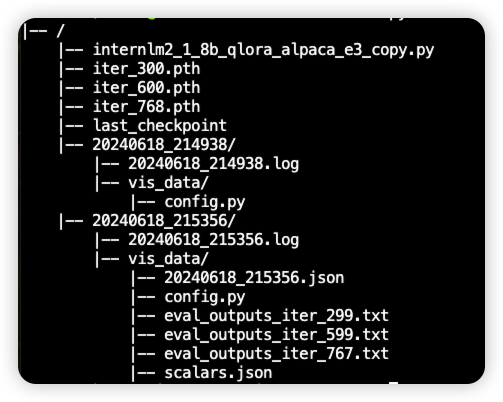 |-- /
|-- internlm2_1_8b_qlora_alpaca_e3_copy.py
|-- iter_300.pth
|-- iter_600.pth
|-- iter_768.pth
|-- last_checkpoint
|-- 20240618_214938/
|-- 20240618_214938.log
|-- vis_data/
|-- config.py
|-- 20240618_215356/
|-- 20240618_215356.log
|-- vis_data/
|-- 20240618_215356.json
|-- config.py
|-- eval_outputs_iter_299.txt
|-- eval_outputs_iter_599.txt
|-- eval_outputs_iter_767.txt
|-- scalars.json